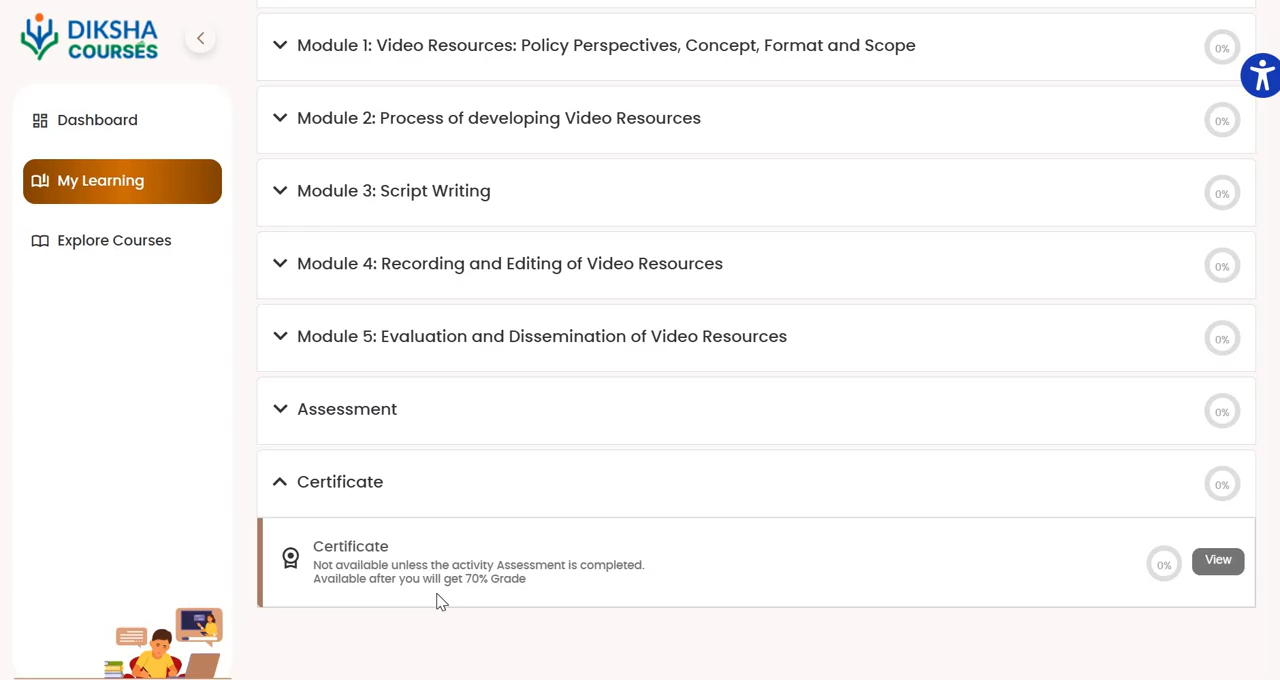 DIKSHA
COURSES
Dashboard
My Learning
Explore Courses
Module 1: Video Resources: Policy Perspectives, Concept, Format and Scope
0%
Module 2: Process of developing Video Resources
0%
Module 3: Script Writing
0%
Module 4: Recording and Editing of Video Resources
0%
Module 5: Evaluation and Dissemination of Video Resources
0%
Assessment
0%
Certificate
0%
Certificate
Not available unless the activity Assessment is completed.
Available after you will get 70% Grade
0%
View